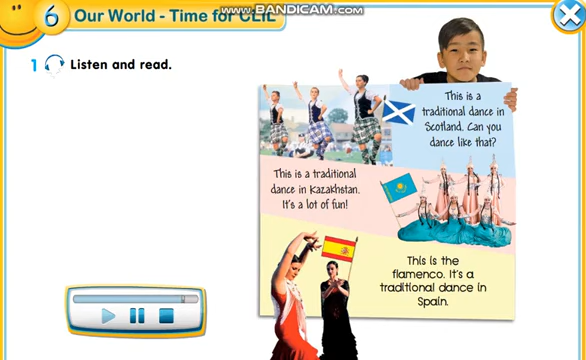 www.BANDICAM.com
6 Our World - Time for CLIL
1 Listen and read.
This is a
traditional dance in
Scotland. Can you
dance like that?
This is a traditional
dance in Kazakhstan.
It's a lot of fun!
This is the
flamenco. It's a
traditional dance in
Spain.